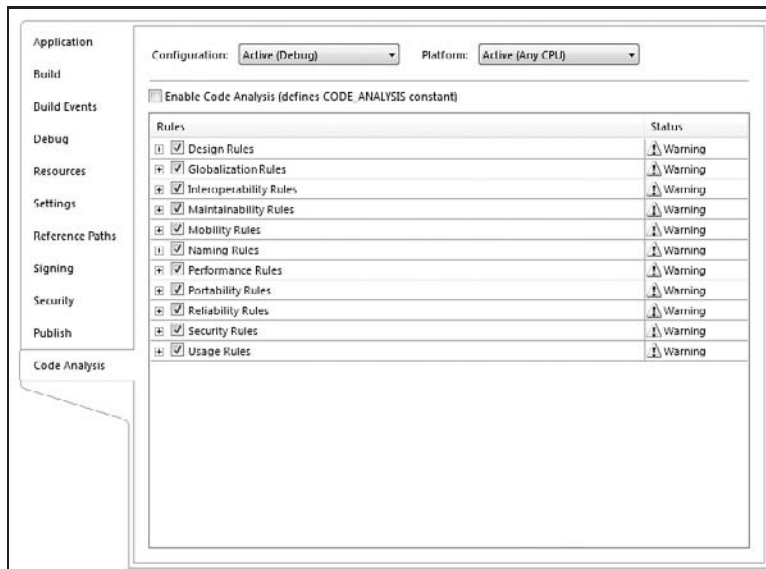 Application
Build
Build Events
Debug
Resources
Settings
Reference Paths
Signing
Security
Publish
Code Analysis
Configuration: Active (Debug) Platform: Active (Any CPU)
Enable Code Analysis (defines CODE_ANALYSIS constant)
Rules Status
Design Rules Warning
Globalization Rules Warning
Interoperability Rules Warning
Maintainability Rules Warning
Mobility Rules Warning
Naming Rules Warning
Performance Rules Warning
Portability Rules Warning
Reliability Rules Warning
Security Rules Warning
Usage Rules Warning